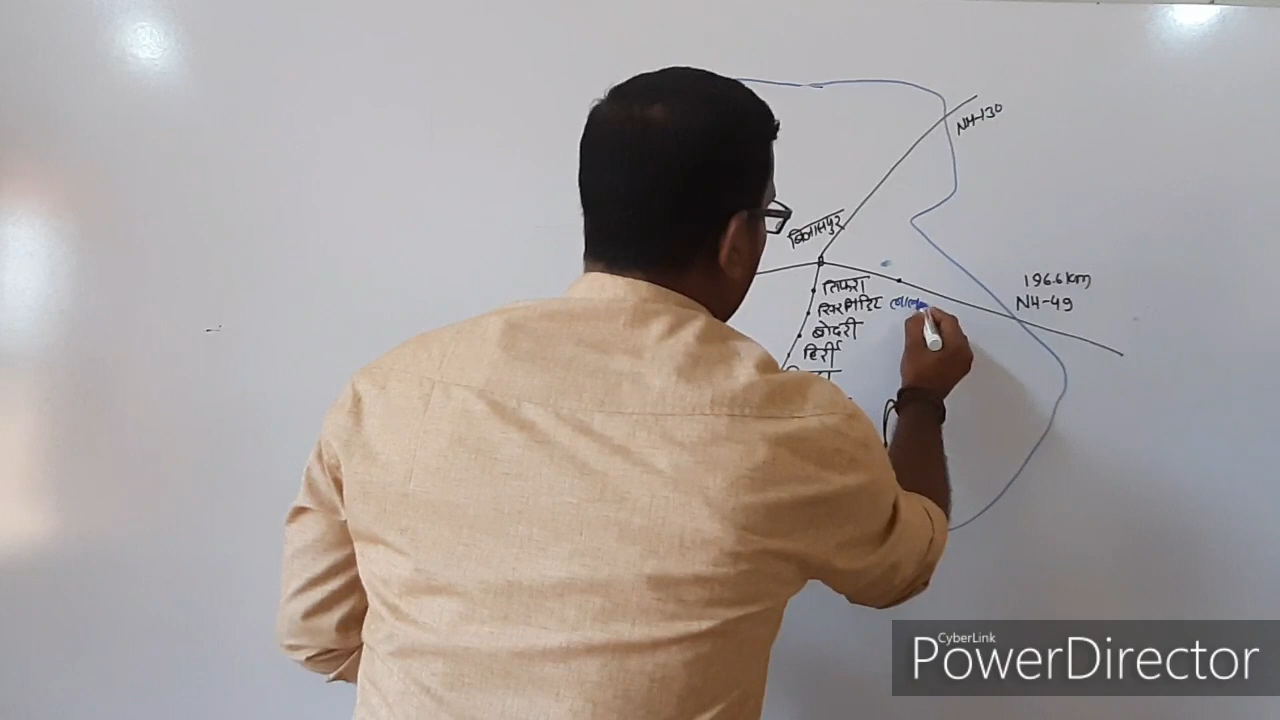 NH-130
बिलासपुर
196.6 km
NH-49
तिफरा
सिरगिट्टि
बोदरी
हिर्री
CyberLink
PowerDirector